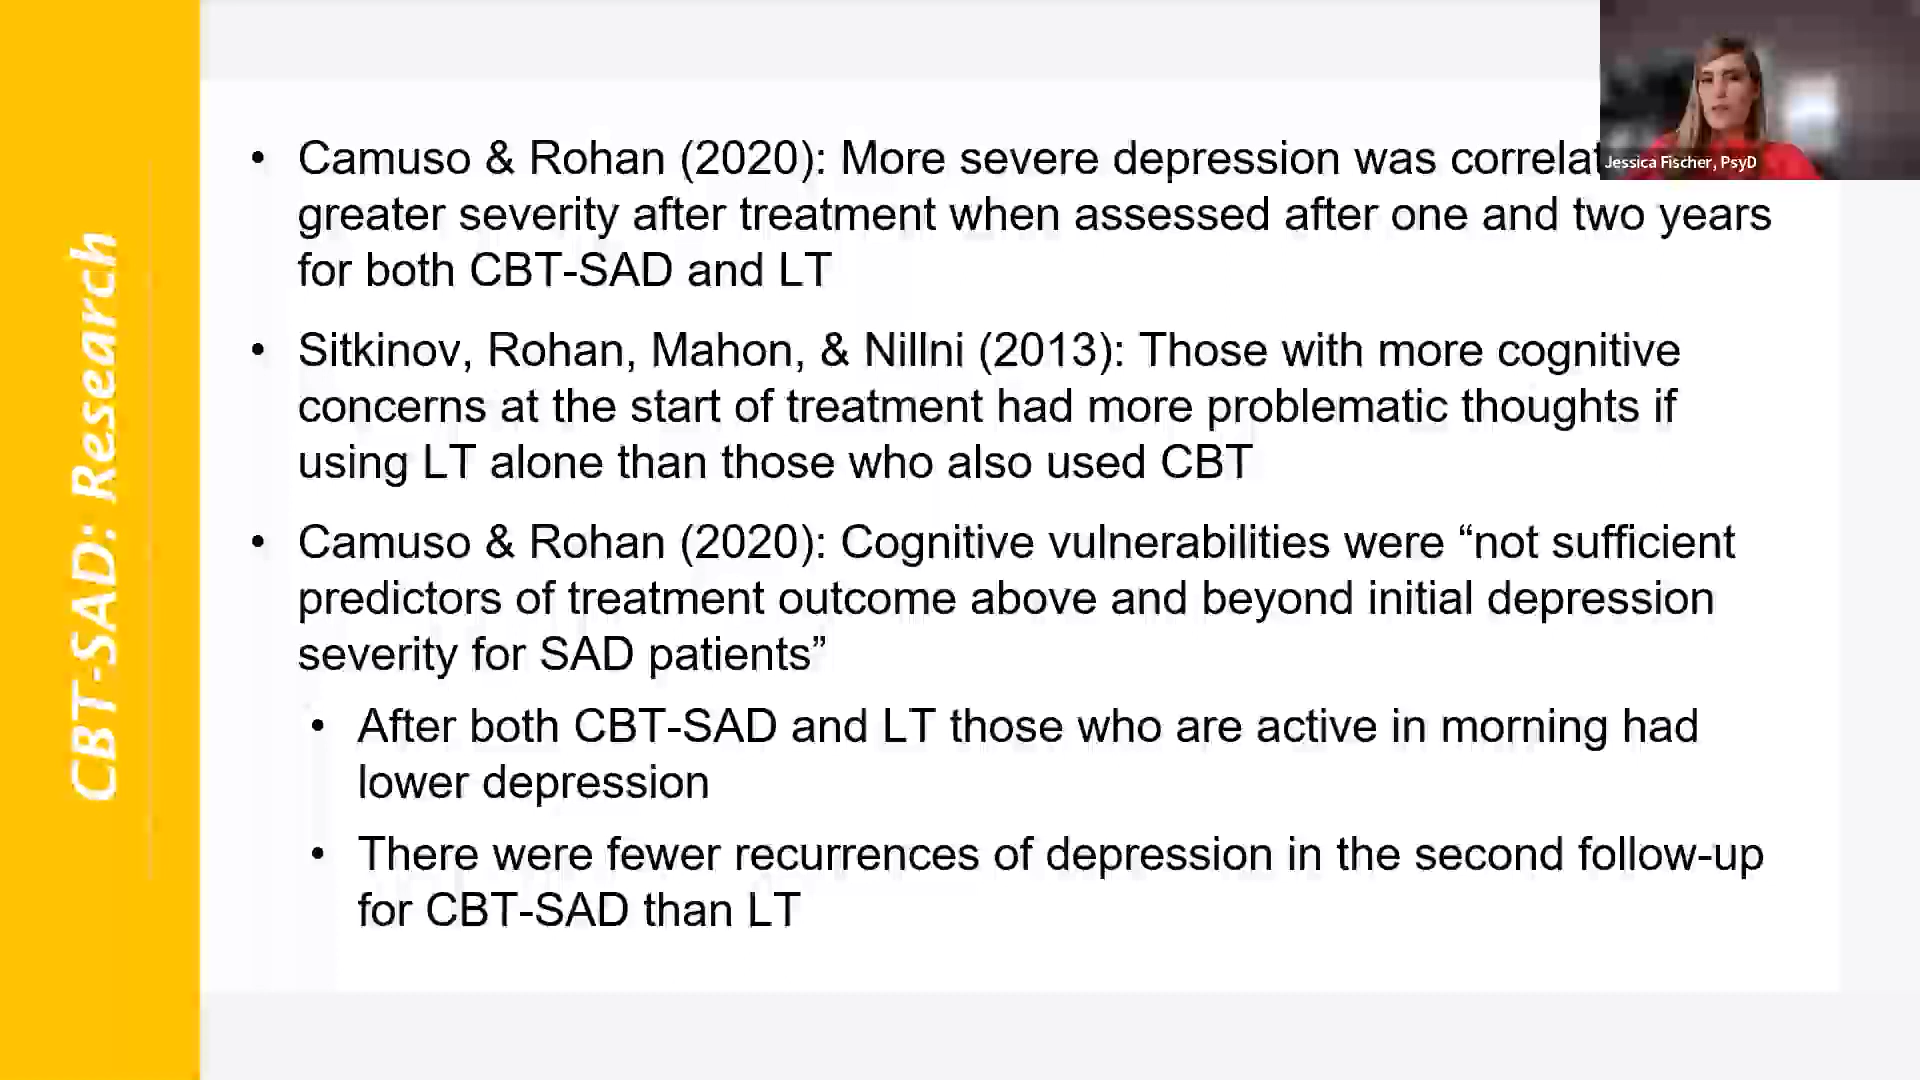 CBT-SAD: Research
• Camuso & Rohan (2020): More severe depression was
greater severity after treatment when assessed after one and two years
for both CBT-SAD and LT
• Sitkinov, Rohan, Mahon, & Nillni (2013): Those with more cognitive
concerns at the start of treatment had more problematic thoughts if
using LT alone than those who also used CBT
• Camuso & Rohan (2020): Cognitive vulnerabilities were “not sufficient
predictors of treatment outcome above and beyond initial depression
severity for SAD patients”
• After both CBT-SAD and LT those who are active in morning had
lower depression
• There were fewer recurrences of depression in the second follow-up
for CBT-SAD than LT
Jessica Fischer, PsyD